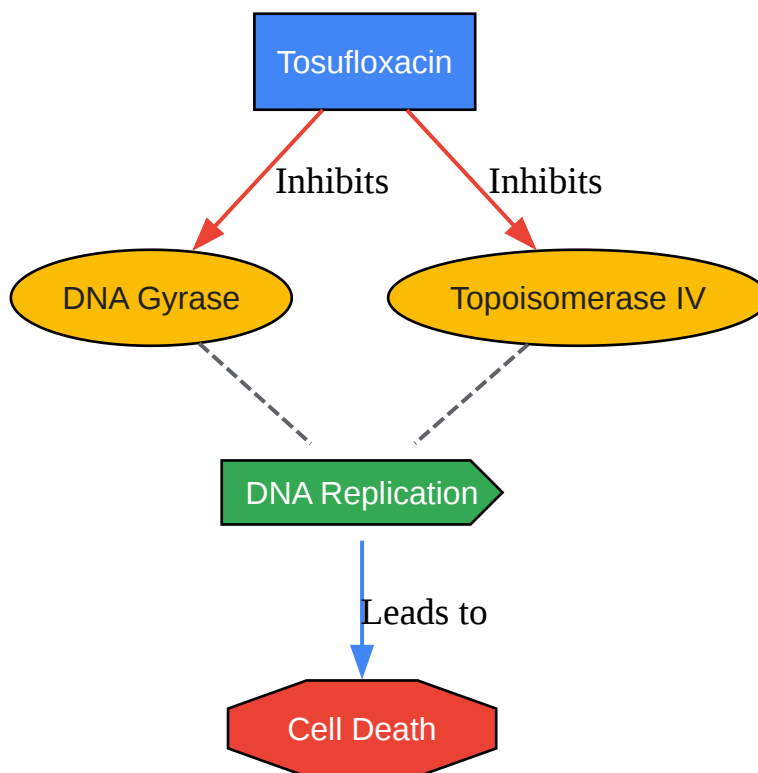 Tosufloxacin
Inhibits
Inhibits
DNA Gyrase
Topoisomerase IV
DNA Replication
Leads to
Cell Death